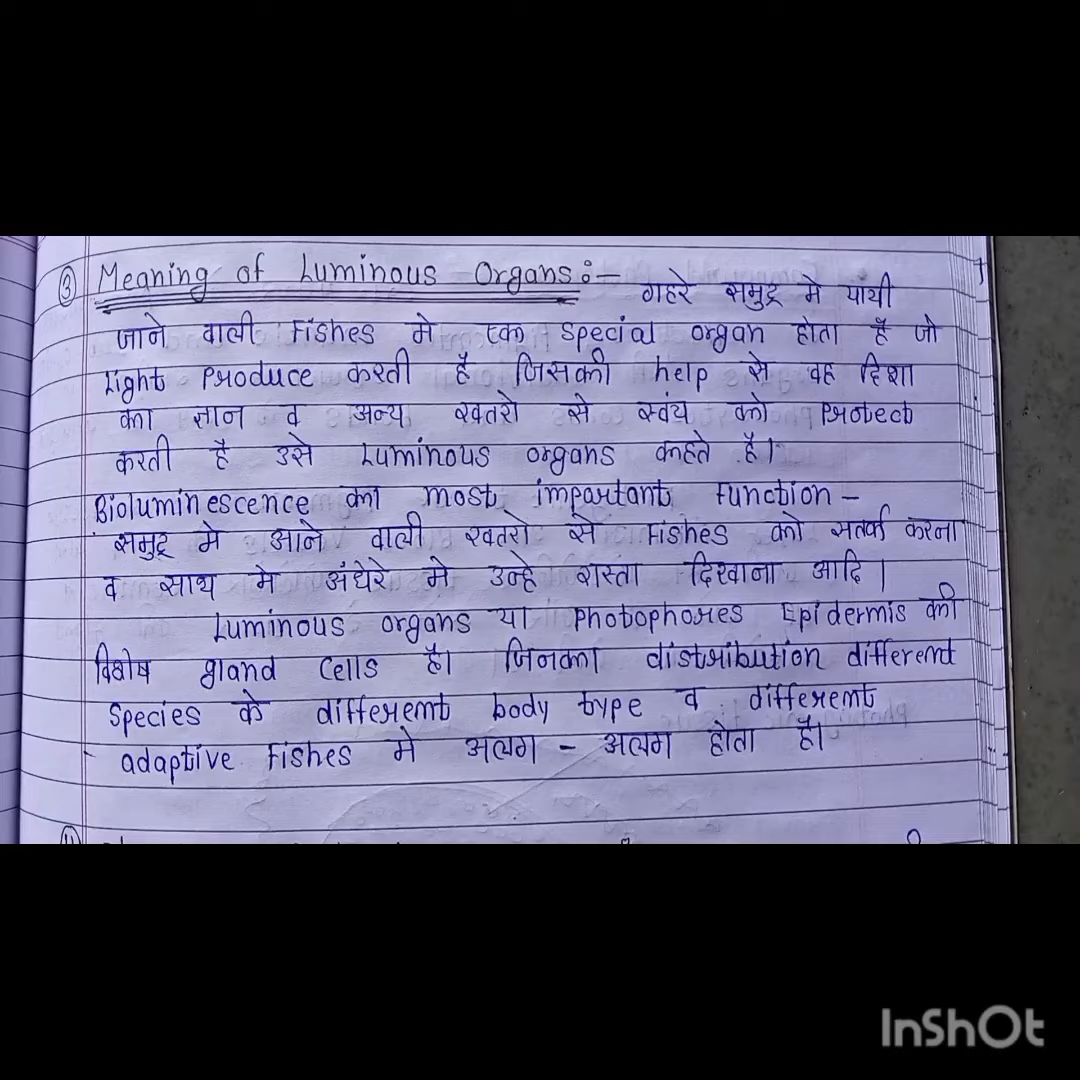 ③ Meaning of Luminous Organs:- गहरे समुद्र मे पायी
जाने वाली Fishes मे एक special organ होता है जो
Light Produce करती है जिसकी help से वह दिशा
का ज्ञान व अन्य खतरो से स्वंय को Protect
करती है उसे Luminous organs कहते है।
Bioluminescence का most important Function -
समुद्र मे आने वाली खतरो से Fishes को सतर्क करना
व साथ मे अंधेरे मे उन्हे रास्ता दिखाना आदि।
Luminous organs या Photophores Epidermis की
विशेष gland cells है। जिनका distribution different
Species के different body type व different
adaptive Fishes मे अलग - अलग होता है।
InShOt